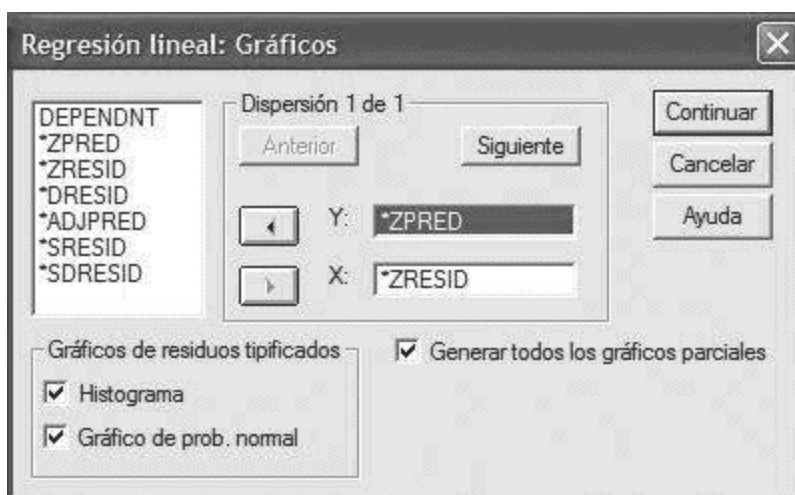 Regresión lineal: Gráficos
DEPENDNT
*ZPRED
*ZRESID
*DRESID
*ADJPRED
*SRESID
*SDRESID
Dispersión 1 de 1
Anterior
Siguiente
Y: *ZPRED
X: *ZRESID
Continuar
Cancelar
Ayuda
Gráficos de residuos tipificados
Histograma
Gráfico de prob. normal
Generar todos los gráficos parciales